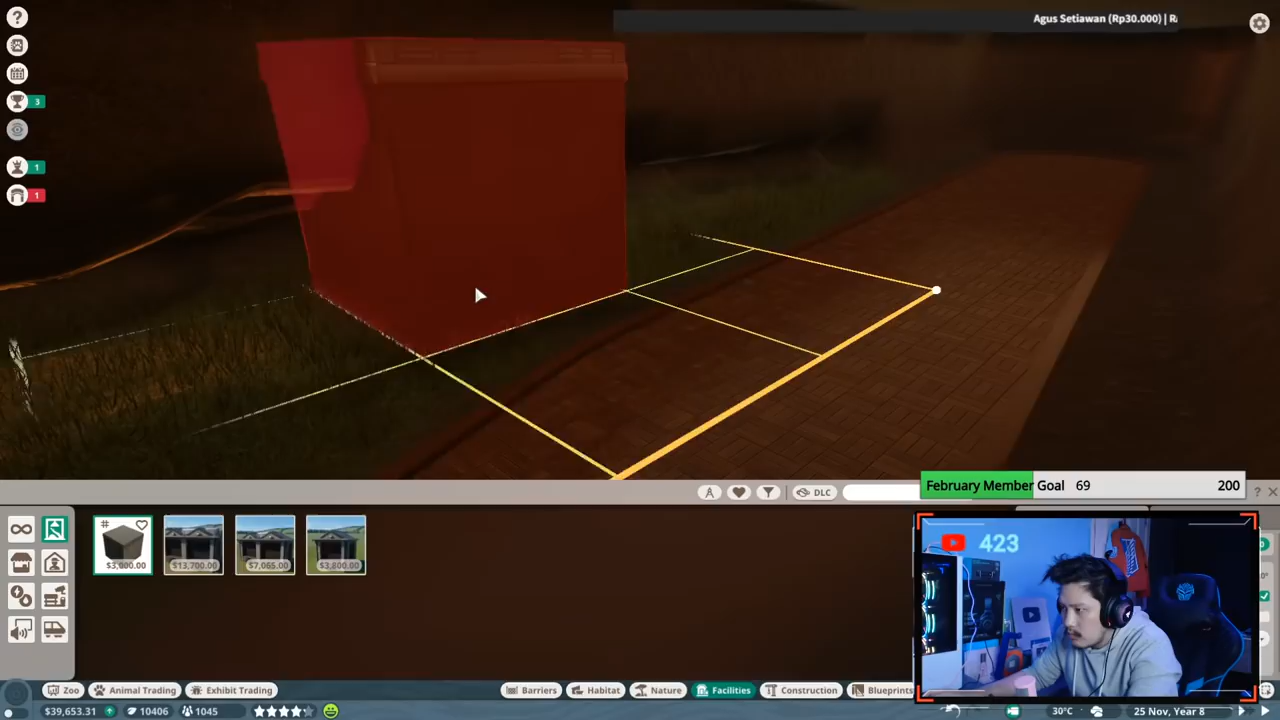 Agus Setiawan (Rp30.000) |
3
1
1
DLC
February Member Goal 69 200
423
$3,000.00
$13,700.00
$7,065.00
$3,800.00
Zoo
Animal Trading
Exhibit Trading
Barriers
Habitat
Nature
Facilities
Construction
Blueprints
$39,653.31
10406
1045
30°C
25 Nov, Year 8